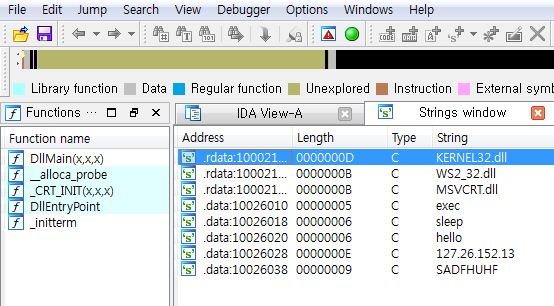 File Edit Jump Search View Debugger Options Windows Help
Library function Data Regular function Unexplored Instruction External symb
Functions ...
IDA View-A
Strings window
Function name
DllMain(x,x,x)
__alloca_probe
_CRT_INIT(x,x,x)
DllEntryPoint
_initterm
Address Length Type String
.rdata:100021... 0000000D C KERNEL32.dll
.rdata:100021... 0000000B C WS2_32.dll
.rdata:100021... 0000000B C MSVCRT.dll
.data:10026010 00000005 C exec
.data:10026018 00000006 C sleep
.data:10026020 00000006 C hello
.data:10026028 0000000E C 127.26.152.13
.data:10026038 00000009 C SADFHUHF